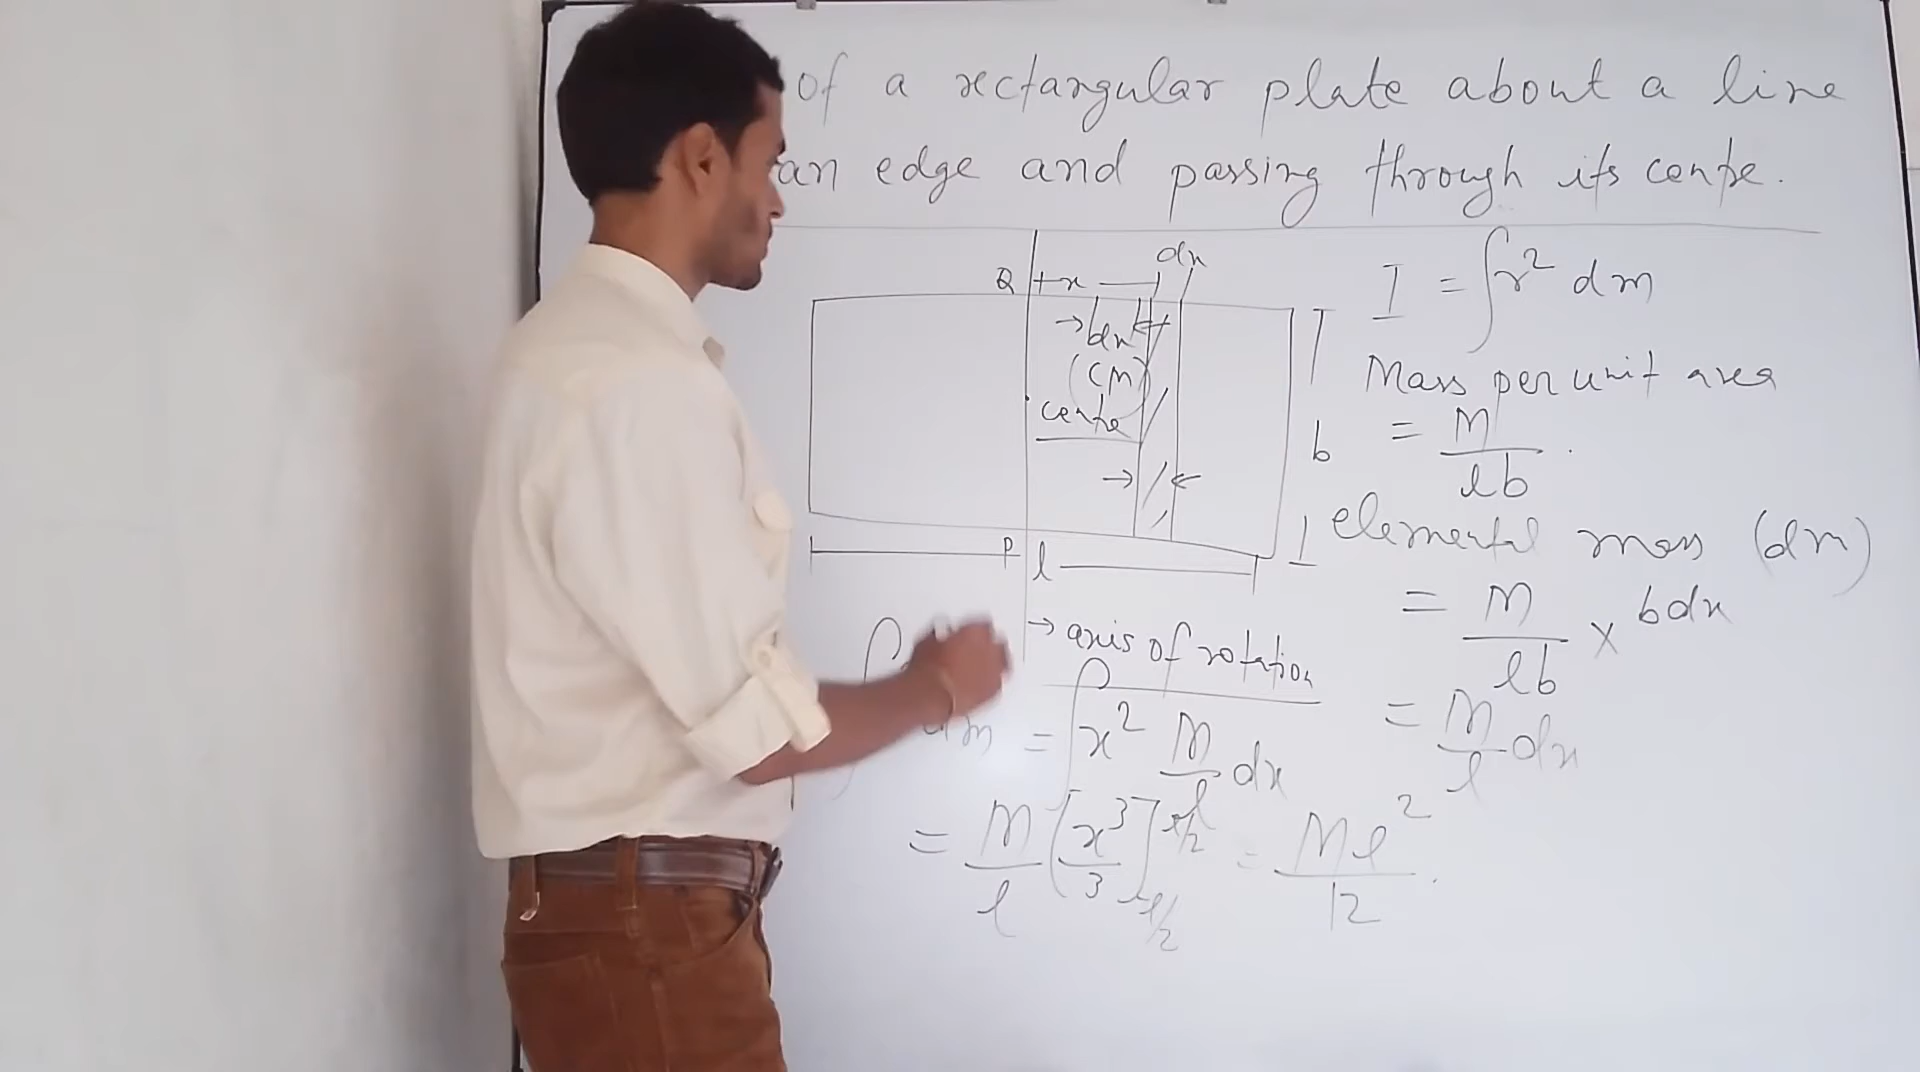 of a rectangular plate about a line
an edge and passing through its centre.
dx
Q x
I = ∫ r² dm
bdx
(CM)
centre
Mass per unit area
b = M/lb
elemental mass (dm)
P l
= M/lb × bdx
→ axis of rotation
= M/l dx
dm = ∫ x² M/l dx
= M/l [x³/3] l/2 -l/2 = Ml²/12.